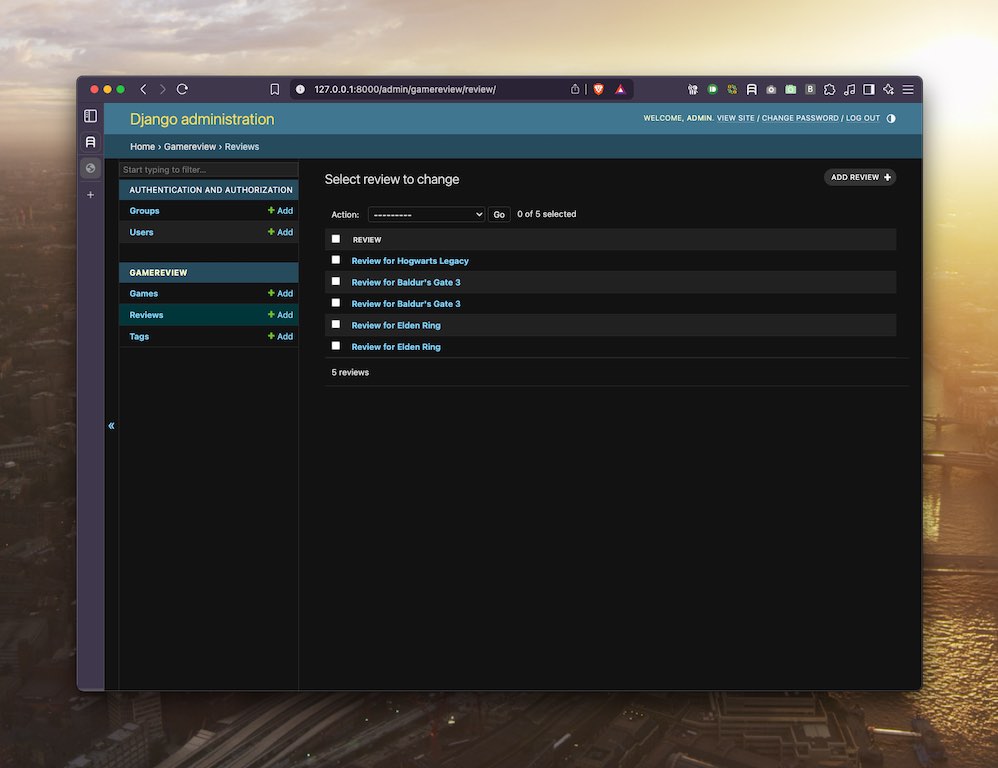 127.0.0.1:8000/admin/gamereview/review/
Django administration
WELCOME, ADMIN. VIEW SITE / CHANGE PASSWORD / LOG OUT
Home › Gamereview › Reviews
Start typing to filter...
AUTHENTICATION AND AUTHORIZATION
Groups + Add
Users + Add
GAMEREVIEW
Games + Add
Reviews + Add
Tags + Add
«
Select review to change
ADD REVIEW +
Action: --------- Go 0 of 5 selected
REVIEW
Review for Hogwarts Legacy
Review for Baldur's Gate 3
Review for Baldur's Gate 3
Review for Elden Ring
Review for Elden Ring
5 reviews